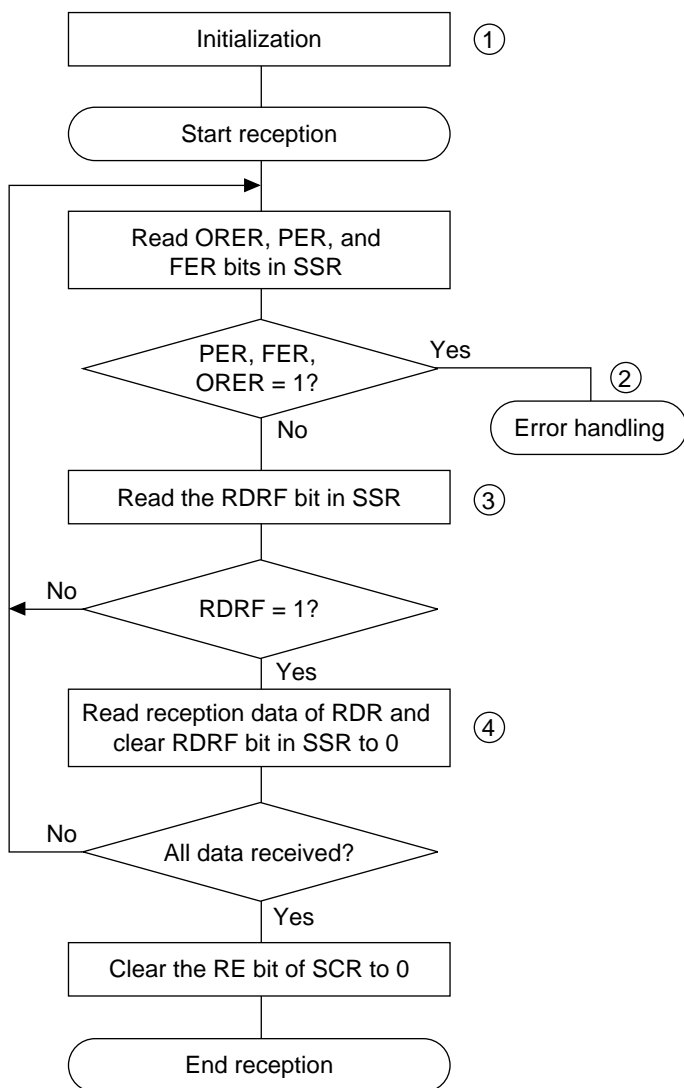 Initialization
①
Start reception
Read ORER, PER, and
FER bits in SSR
PER, FER,
ORER = 1?
Yes
②
Error handling
No
Read the RDRF bit in SSR
③
No
RDRF = 1?
Yes
Read reception data of RDR and
clear RDRF bit in SSR to 0
④
No
All data received?
Yes
Clear the RE bit of SCR to 0
End reception